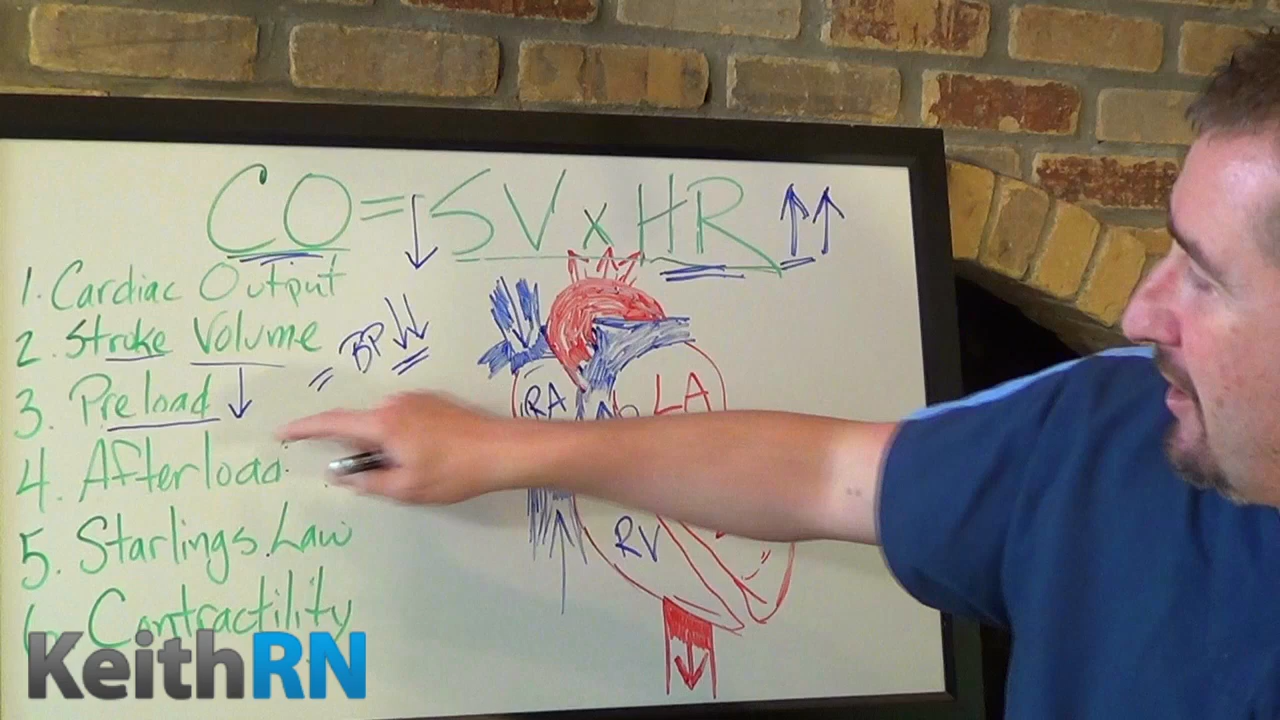 CO = ↓ SV x HR ↑↑
1. Cardiac Output
2. Stroke Volume
= BP ↓↓
3. Preload ↓
4. Afterload
5. Starlings Law
6. Contractility
RA
LA
RV
KeithRN